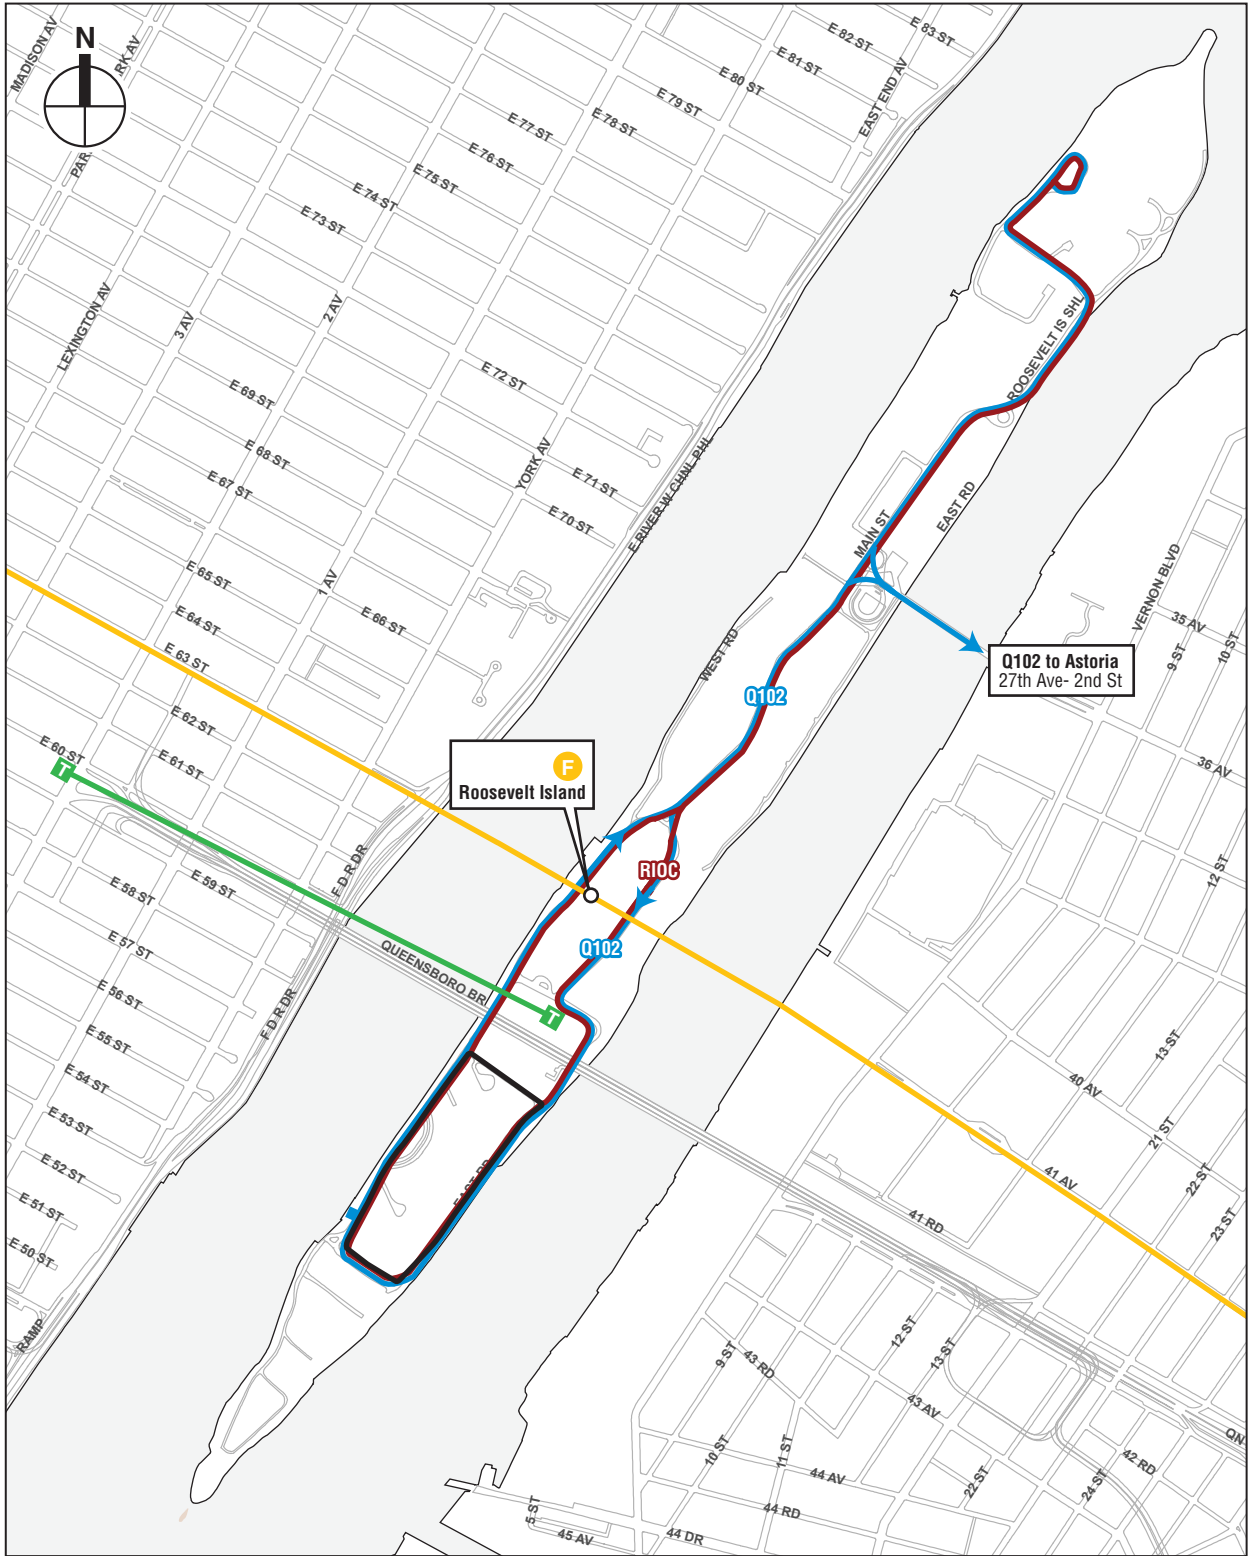 N
MADISON AV
RK AV
PAR
E 83 ST
E 82 ST
E 81 ST
E 80 ST
E 79 ST
E 78 ST
E 77 ST
E 76 ST
E 75 ST
E 74 ST
E 73 ST
EAST END AV
LEXINGTON AV
3 AV
2 AV
E 72 ST
E 69 ST
E 68 ST
E 67 ST
YORK AV
E 71 ST
E 70 ST
E RIVER W CHNL PHL
ROOSEVELT IS SHL
MAIN ST
EAST RD
E 65 ST
1 AV
E 66 ST
E 64 ST
E 63 ST
E 62 ST
E 61 ST
E 60 ST
T
WEST RD
Q102
VERNON BLVD
35 AV
9 ST
10 ST
Q102 to Astoria
27th Ave- 2nd St
36 AV
F
Roosevelt Island
F D R DR
RIOC
Q102
12 ST
E 59 ST
E 58 ST
E 57 ST
E 56 ST
E 55 ST
E 54 ST
E 53 ST
E 52 ST
E 51 ST
E 50 ST
RAMP
QUEENSBORO BR
F D R DR
T
13 ST
40 AV
21 ST
22 ST
23 ST
41 AV
41 RD
EAST RD
12 ST
13 ST
9 ST
43 RD
43 AV
10 ST
11 ST
44 AV
44 RD
22 ST
24 ST
42 RD
QN
5 ST
45 AV
44 DR